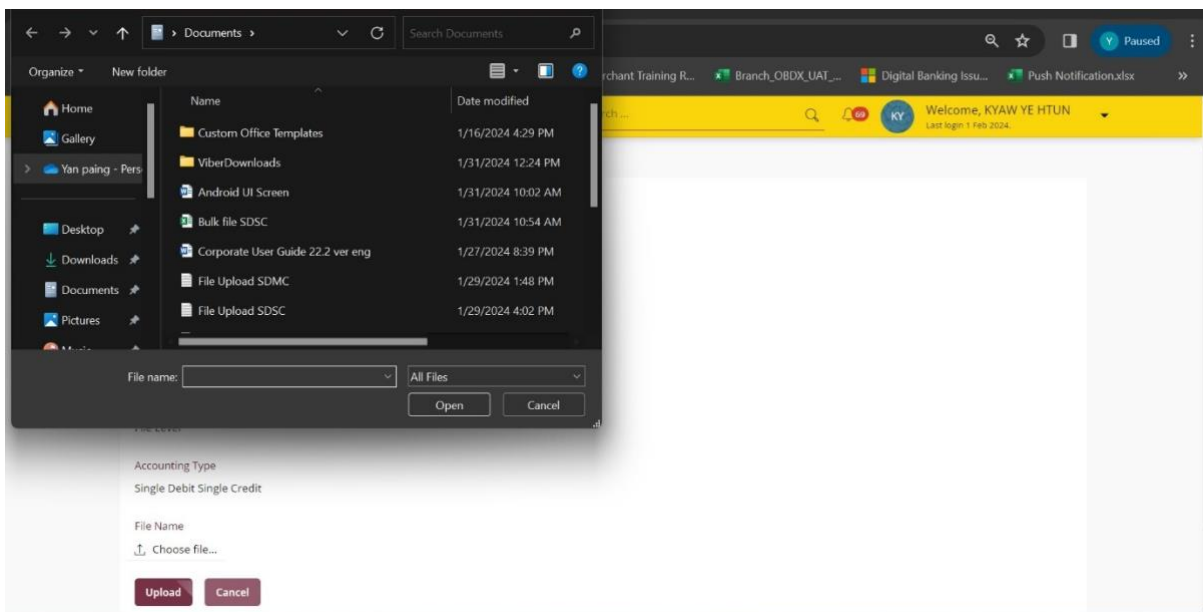 Documents
Search Documents
Paused
Organize
New folder
rchant Training R...
Branch_OBDX_UAT_...
Digital Banking Issu...
Push Notification.xlsx
Home
Gallery
Yan paing - Pers
Desktop
Downloads
Documents
Pictures
Name
Date modified
Custom Office Templates
1/16/2024 4:29 PM
ViberDownloads
1/31/2024 12:24 PM
Android UI Screen
1/31/2024 10:02 AM
Bulk file SDSC
1/31/2024 10:54 AM
Corporate User Guide 22.2 ver eng
1/27/2024 8:39 PM
File Upload SDMC
1/29/2024 1:48 PM
File Upload SDSC
1/29/2024 4:02 PM
File name:
All Files
Open
Cancel
rch ...
69
KY
Welcome, KYAW YE HTUN
Last login 1 Feb 2024.
Accounting Type
Single Debit Single Credit
File Name
Choose file...
Upload
Cancel